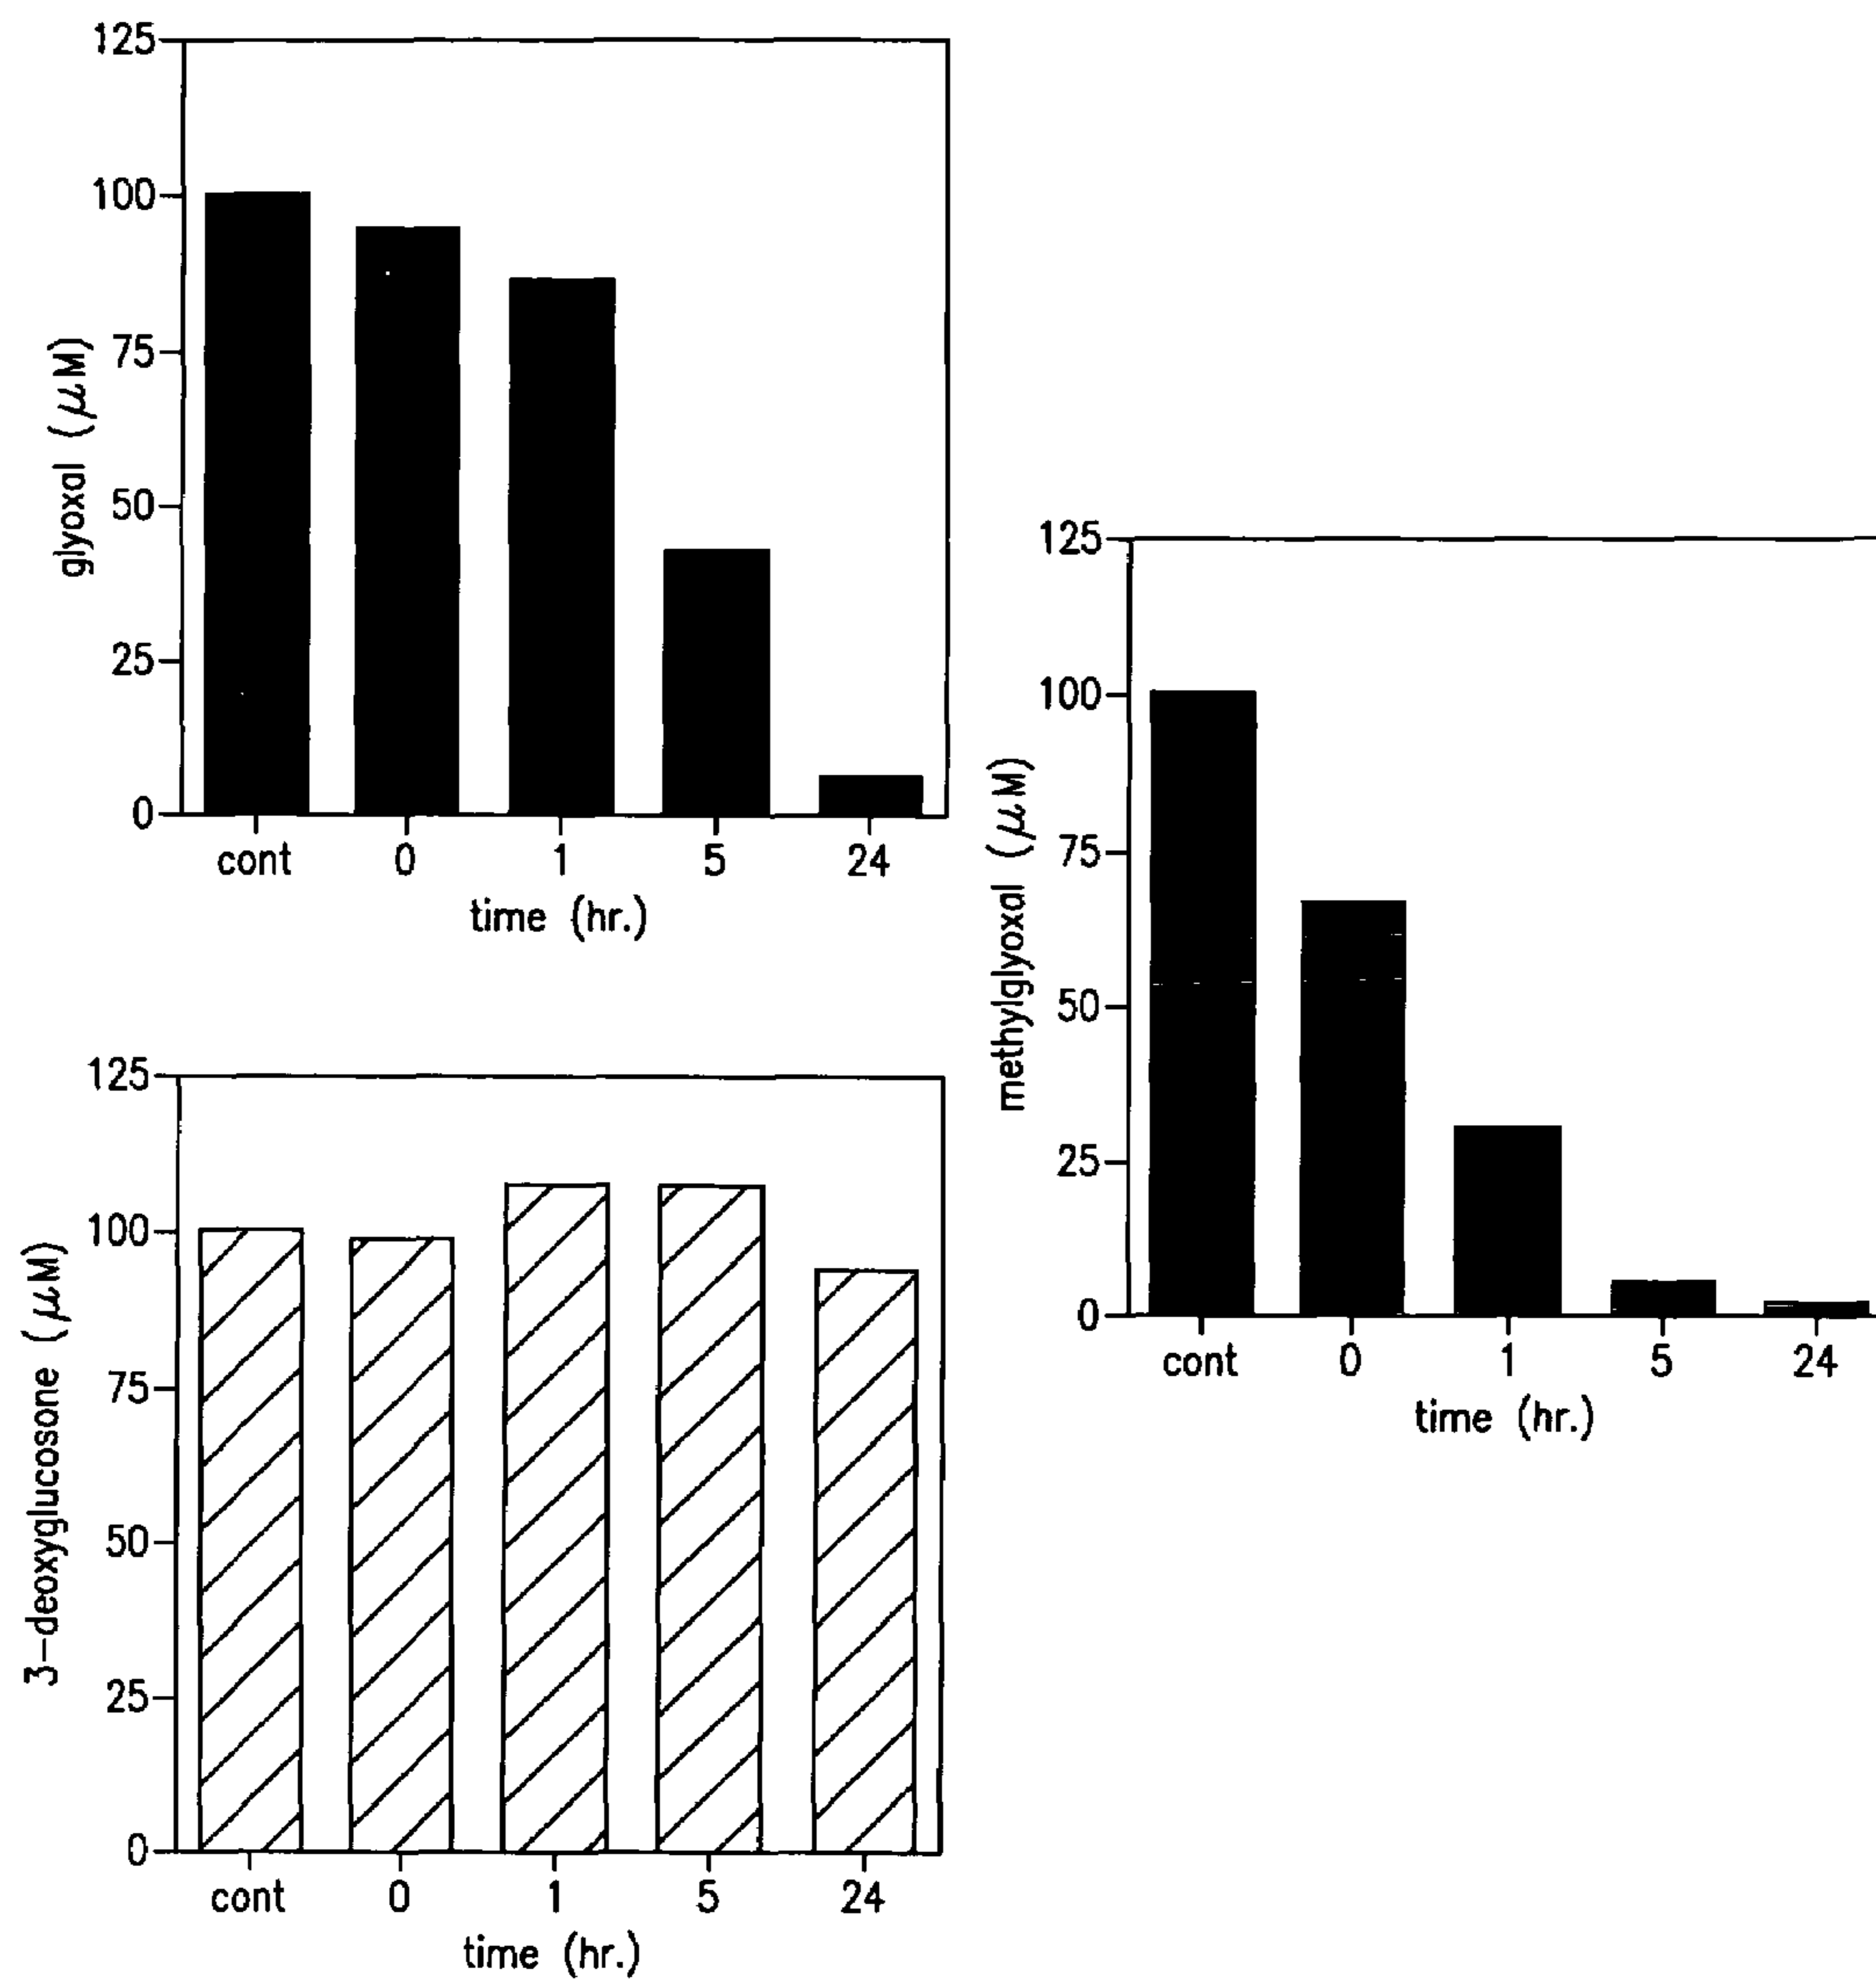 125
100
75
50
25
0
glyoxal (μM)
cont 0 1 5 24
time (hr.)
125
100
75
50
25
0
methylglyoxal (μM)
cont 0 1 5 24
time (hr.)
125
100
75
50
25
0
3-deoxyglucosone (μM)
cont 0 1 5 24
time (hr.)